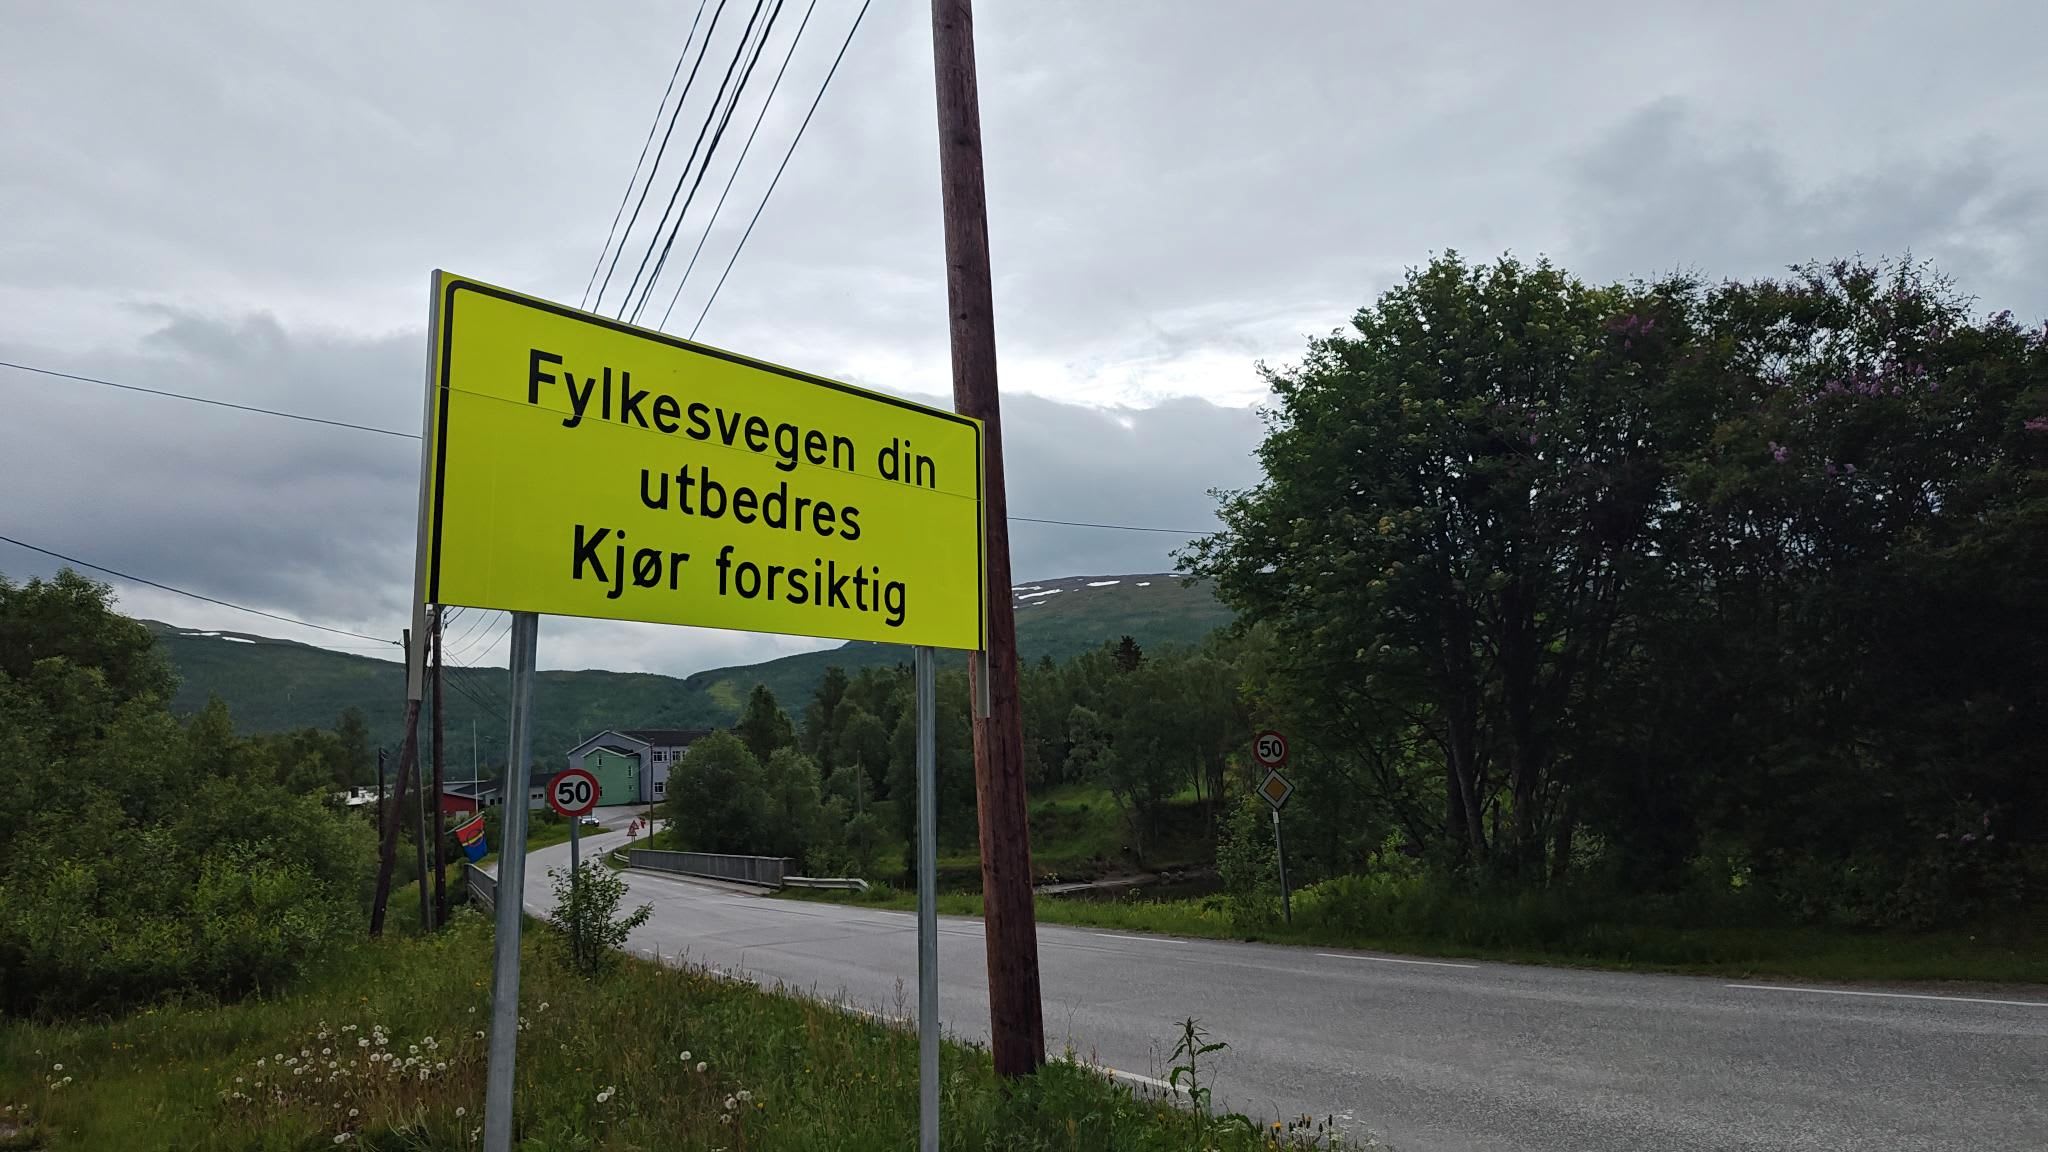 Fylkesvegen din
utbedres
Kjør forsiktig
50
50